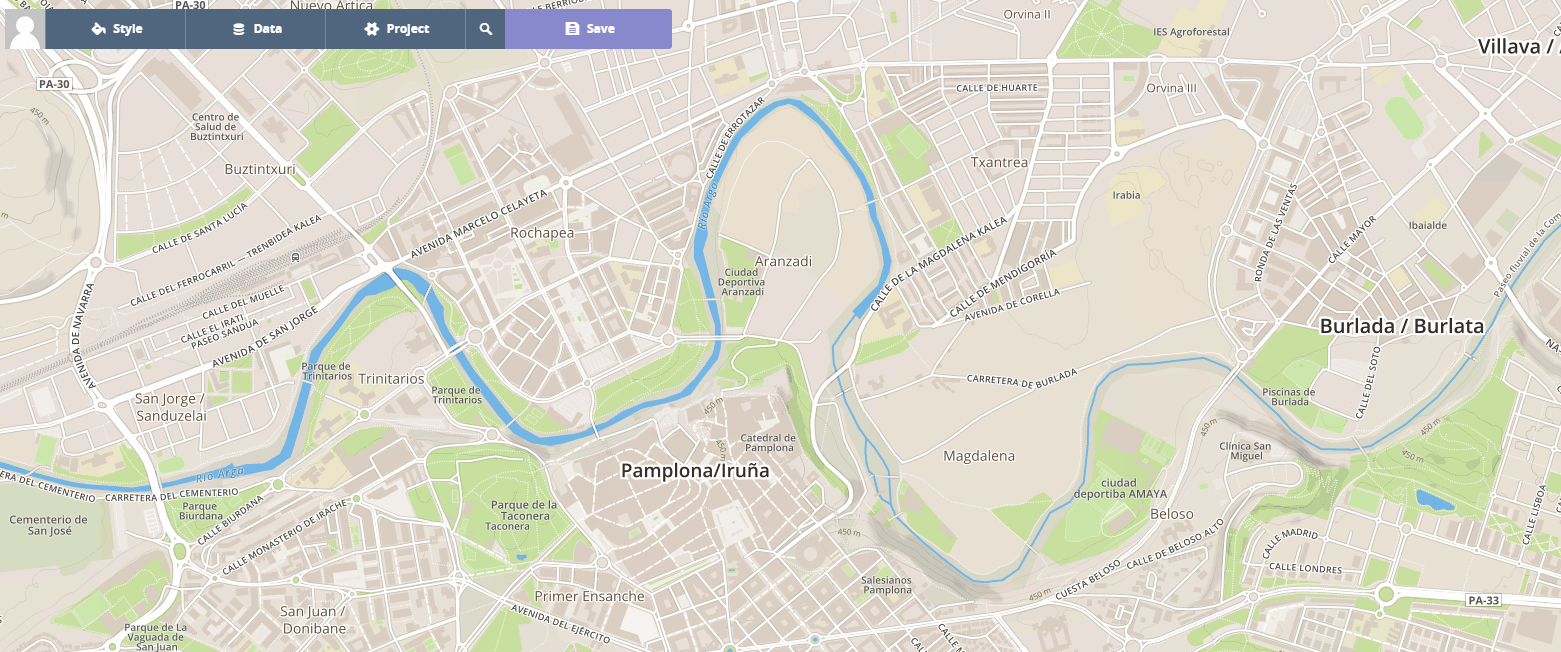 PA-30
Nuevo Artica
Style
Data
Project
Save
Orvina II
IES Agroforestal
Villava /
PA-30
450 m
CALLE DE HUARTE
Orvina III
Centro de
Salud de
Buztintxuri
CALLE DE ERROTAZAR
Buztintxuri
Txantrea
Irabia
AVENIDA MARCELO CELAYETA
Río Arga
CALLE DE SANTA LUCÍA
Rochapea
CALLE DEL FERROCARRIL — TRENBIDEA KALEA
RONDA DE LAS VENTAS
CALLE MAYOR
Ibaialde
Aranzadi
Ciudad
Deportiva
Aranzadi
CALLE DE LA MAGDALENA KALEA
CALLE DE MENDIGORRÍA
AVENIDA DE CORELLA
Paseo fluvial de la Com
CALLE DEL MUELLE
CALLE EL IRATI
PASEO SANDUA
AVENIDA DE SAN JORGE
AVENIDA DE NAVARRA
Burlada / Burlata
NA-
Parque de
Trinitarios
Trinitarios
Parque de
Trinitarios
CARRETERA DE BURLADA
CALLE DEL SOTO
Piscinas de
Burlada
San Jorge /
Sanduzelai
450 m
450 m
450 m
450 m
450 m
Catedral de
Pamplona
Clínica San
Miguel
Magdalena
Pamplona/Iruña
Río Arga
ERA DEL CEMENTERIO
CARRETERA DEL CEMENTERIO
ciudad
deportiba AMAYA
Parque
Biurdana
CALLE BIURDANA
CALLE MONASTERIO DE IRACHE
Parque de la
Taconera
Taconera
Beloso
CALLE LISBOA
Cementerio de
San José
450 m
CALLE DE BELOSO ALTO
CALLE MADRID
CALLE LONDRES
CUESTA BELOSO
450 m
Salesianos
Pamplona
Primer Ensanche
PA-33
San Juan /
Donibane
AVENIDA DEL EJÉRCITO
Parque de La
Vaguada de
San Juan